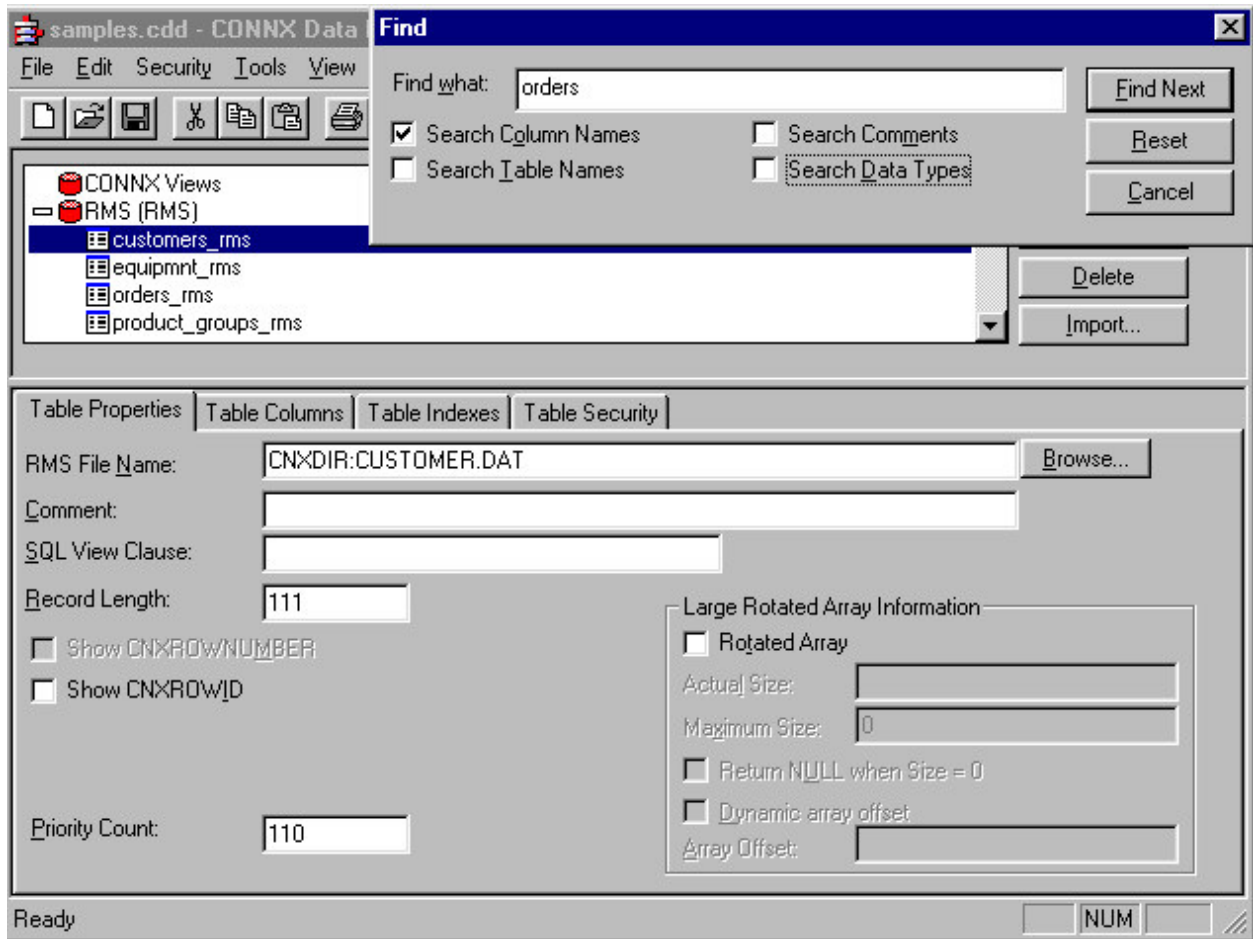 samples.cdd - CONNX Data
Find
File Edit Security Tools View
Find what: orders
Find Next
Search Column Names
Search Comments
Reset
Search Table Names
Search Data Types
Cancel
CONNX Views
RMS (RMS)
customers_rms
equipmnt_rms
orders_rms
product_groups_rms
Delete
Import...
Table Properties Table Columns Table Indexes Table Security
RMS File Name: CNXDIR:CUSTOMER.DAT Browse...
Comment:
SQL View Clause:
Record Length: 111
Show CNXROWNUMBER
Show CNXROWID
Large Rotated Array Information
Rotated Array
Actual Size:
Maximum Size: 0
Return NULL when Size = 0
Dynamic array offset
Array Offset:
Priority Count: 110
Ready NUM